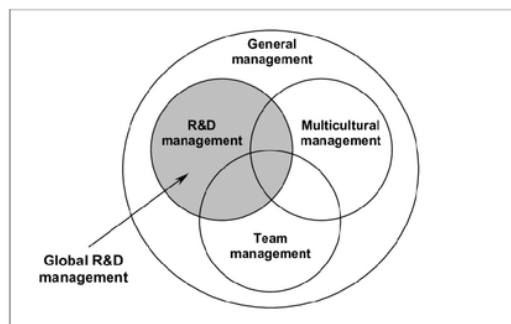 General
management
R&D
management
Multicultural
management
Team
management
Global R&D
management